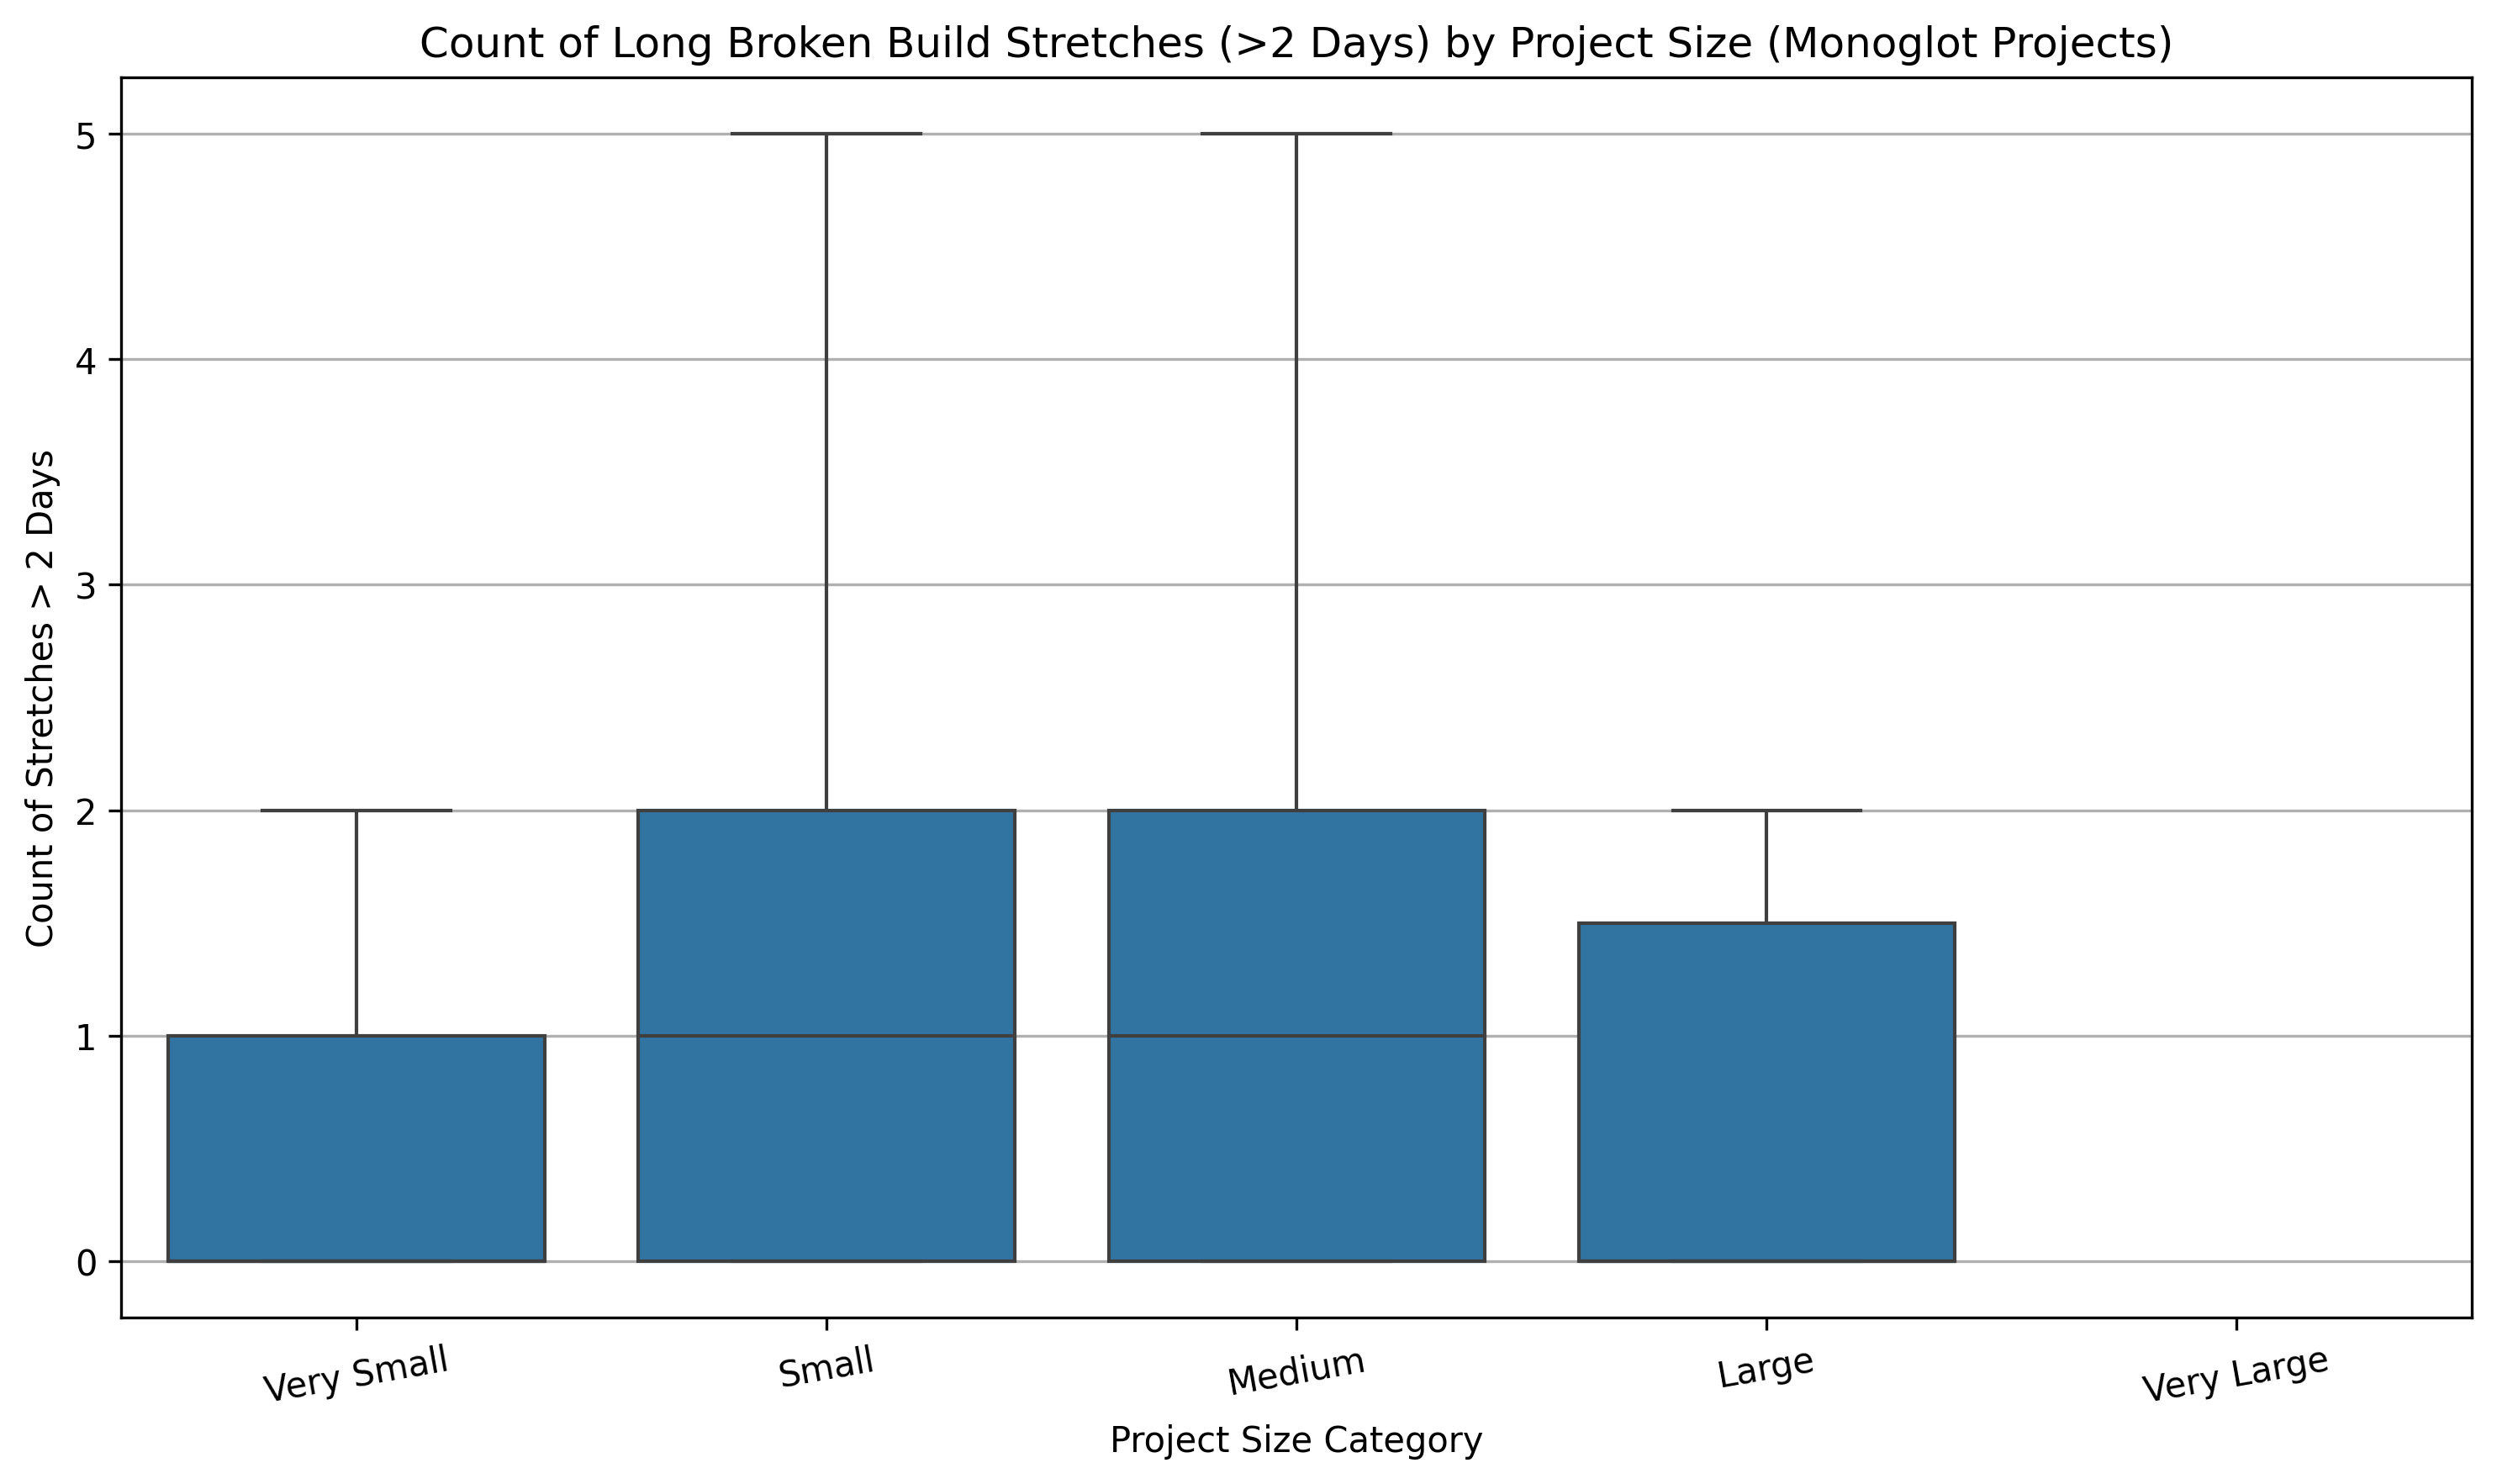 Count of Long Broken Build Stretches (>2 Days) by Project Size (Monoglot Projects)
Count of Stretches > 2 Days
5
4
3
2
1
0
Very Small
Small
Medium
Large
Very Large
Project Size Category